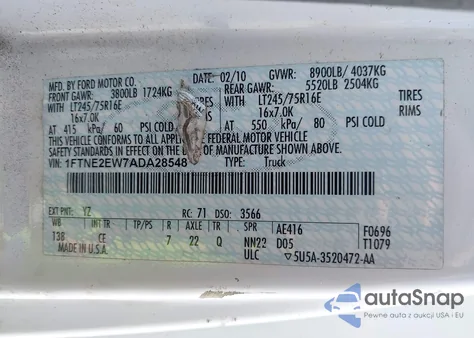 MFD. BY FORD MOTOR CO.
DATE: 02/10 GVWR: 8900LB/ 4037KG
FRONT GAWR: 3800LB 1724KG REAR GAWR: 5520LB 2504KG
WITH LT245/75R16E WITH LT245/75R16E TIRES
16x7.0K RIMS 16x7.0K RIMS
AT 415 kPa/ 60 PSI COLD AT 550 kPa/ 80 PSI COLD
THIS VEHICLE CONFORMS TO ALL APPLICABLE FEDERAL MOTOR VEHICLE
SAFETY STANDARDS IN EFFECT ON THE DATE OF MANUFACTURE SHOWN ABOVE.
VIN: 1FTNE2EW7ADA28548 TYPE: Truck
EXT PNT: YZ RC: 71 DSO: 3566
WB INT TR TR AXLE TR SPR AE416 F0696
138 CE 7 22 Q NN22 D05 T1079
MADE IN U.S.A. ULC 5U5A-3520472-AA
autoSnap
Pewne auta z aukcji USA i EU